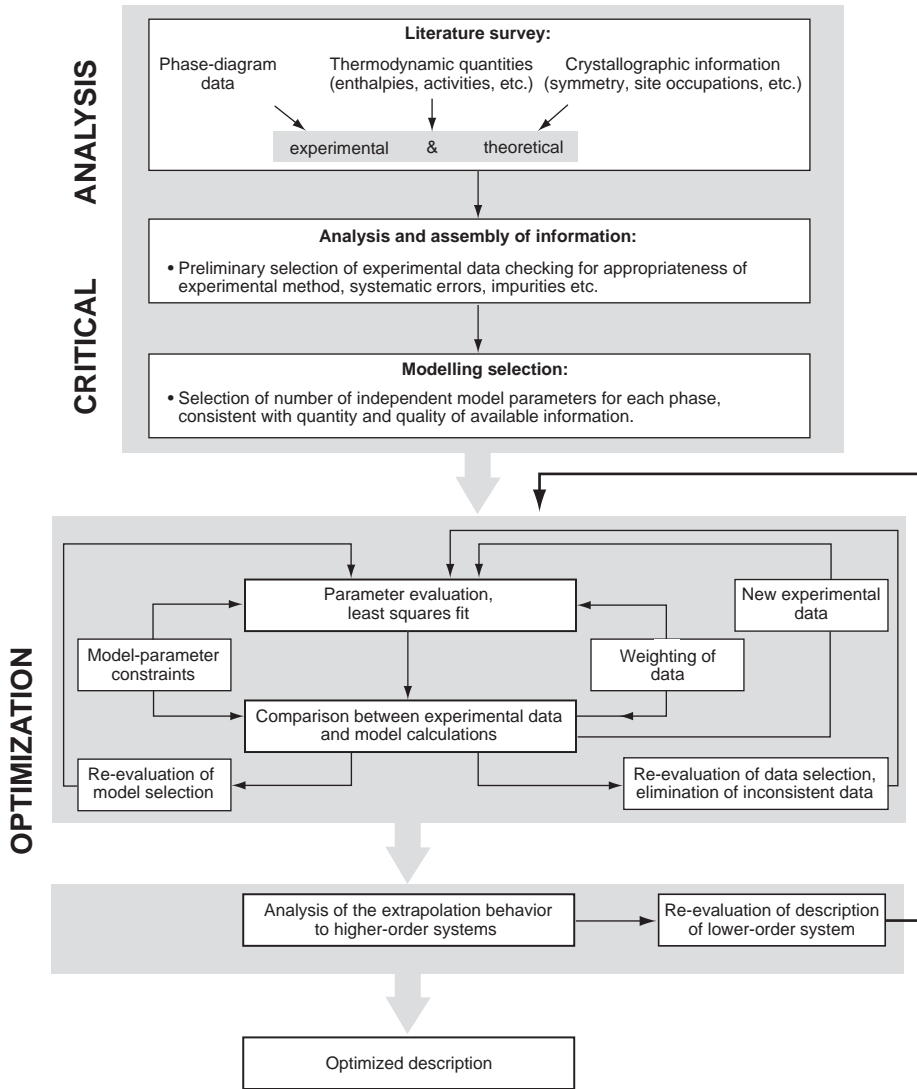 CRITICAL ANALYSIS
Literature survey:
Phase-diagram
data
Thermodynamic quantities
(enthalpies, activities, etc.)
Crystallographic information
(symmetry, site occupations, etc.)
experimental & theoretical
Analysis and assembly of information:
• Preliminary selection of experimental data checking for appropriateness of
experimental method, systematic errors, impurities etc.
Modelling selection:
• Selection of number of independent model parameters for each phase,
consistent with quantity and quality of available information.
OPTIMIZATION
Parameter evaluation,
least squares fit
New experimental
data
Model-parameter
constraints
Weighting of
data
Comparison between experimental data
and model calculations
Re-evaluation of
model selection
Re-evaluation of data selection,
elimination of inconsistent data
Analysis of the extrapolation behavior
to higher-order systems
Re-evaluation of description
of lower-order system
Optimized description